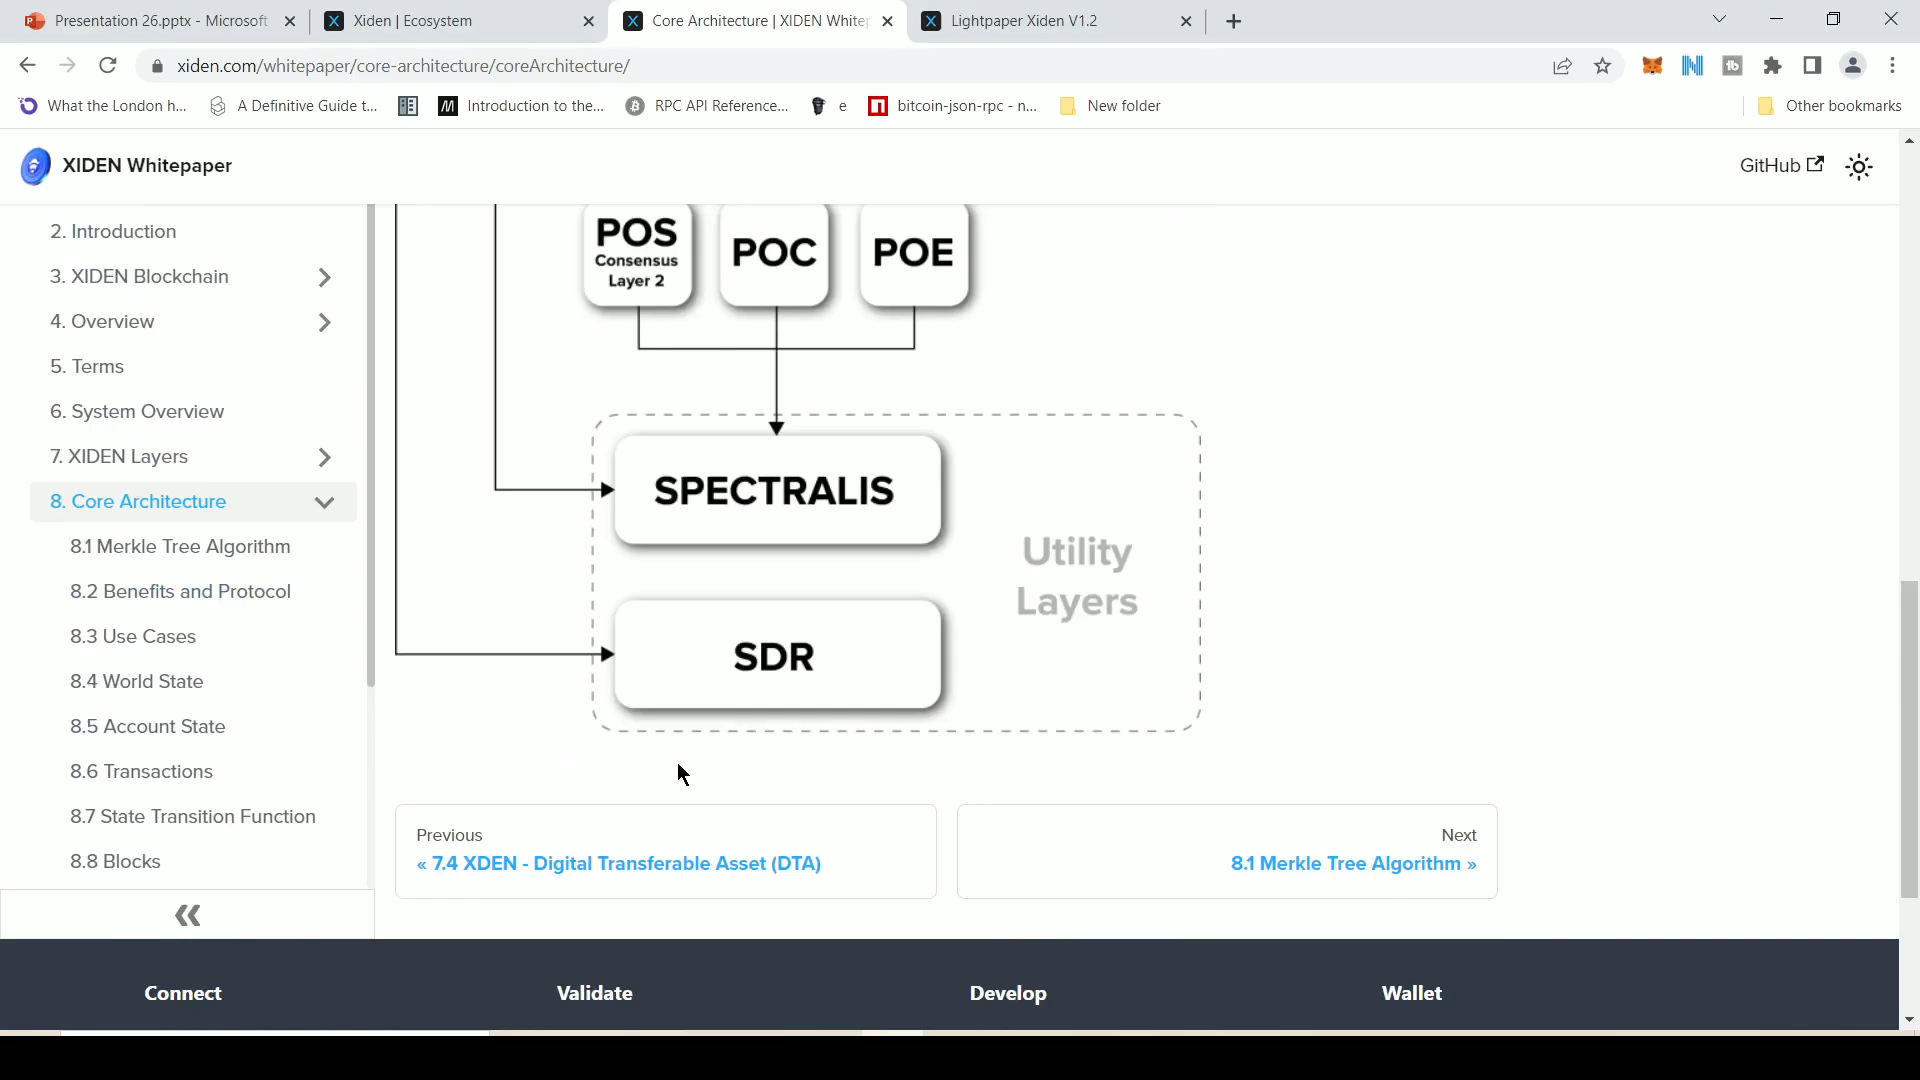 Presentation 26.pptx - Microsoft
Xiden | Ecosystem
Core Architecture | XIDEN White
Lightpaper Xiden V1.2
xiden.com/whitepaper/core-architecture/coreArchitecture/
What the London h...
A Definitive Guide t...
Introduction to the...
RPC API Reference...
e
bitcoin-json-rpc - n...
New folder
Other bookmarks
XIDEN Whitepaper
GitHub
2. Introduction
3. XIDEN Blockchain
4. Overview
5. Terms
6. System Overview
7. XIDEN Layers
8. Core Architecture
8.1 Merkle Tree Algorithm
8.2 Benefits and Protocol
8.3 Use Cases
8.4 World State
8.5 Account State
8.6 Transactions
8.7 State Transition Function
8.8 Blocks
POS
Consensus
Layer 2
POC
POE
SPECTRALIS
SDR
Utility
Layers
Previous
« 7.4 XDEN - Digital Transferable Asset (DTA)
Next
8.1 Merkle Tree Algorithm »
Connect
Validate
Develop
Wallet